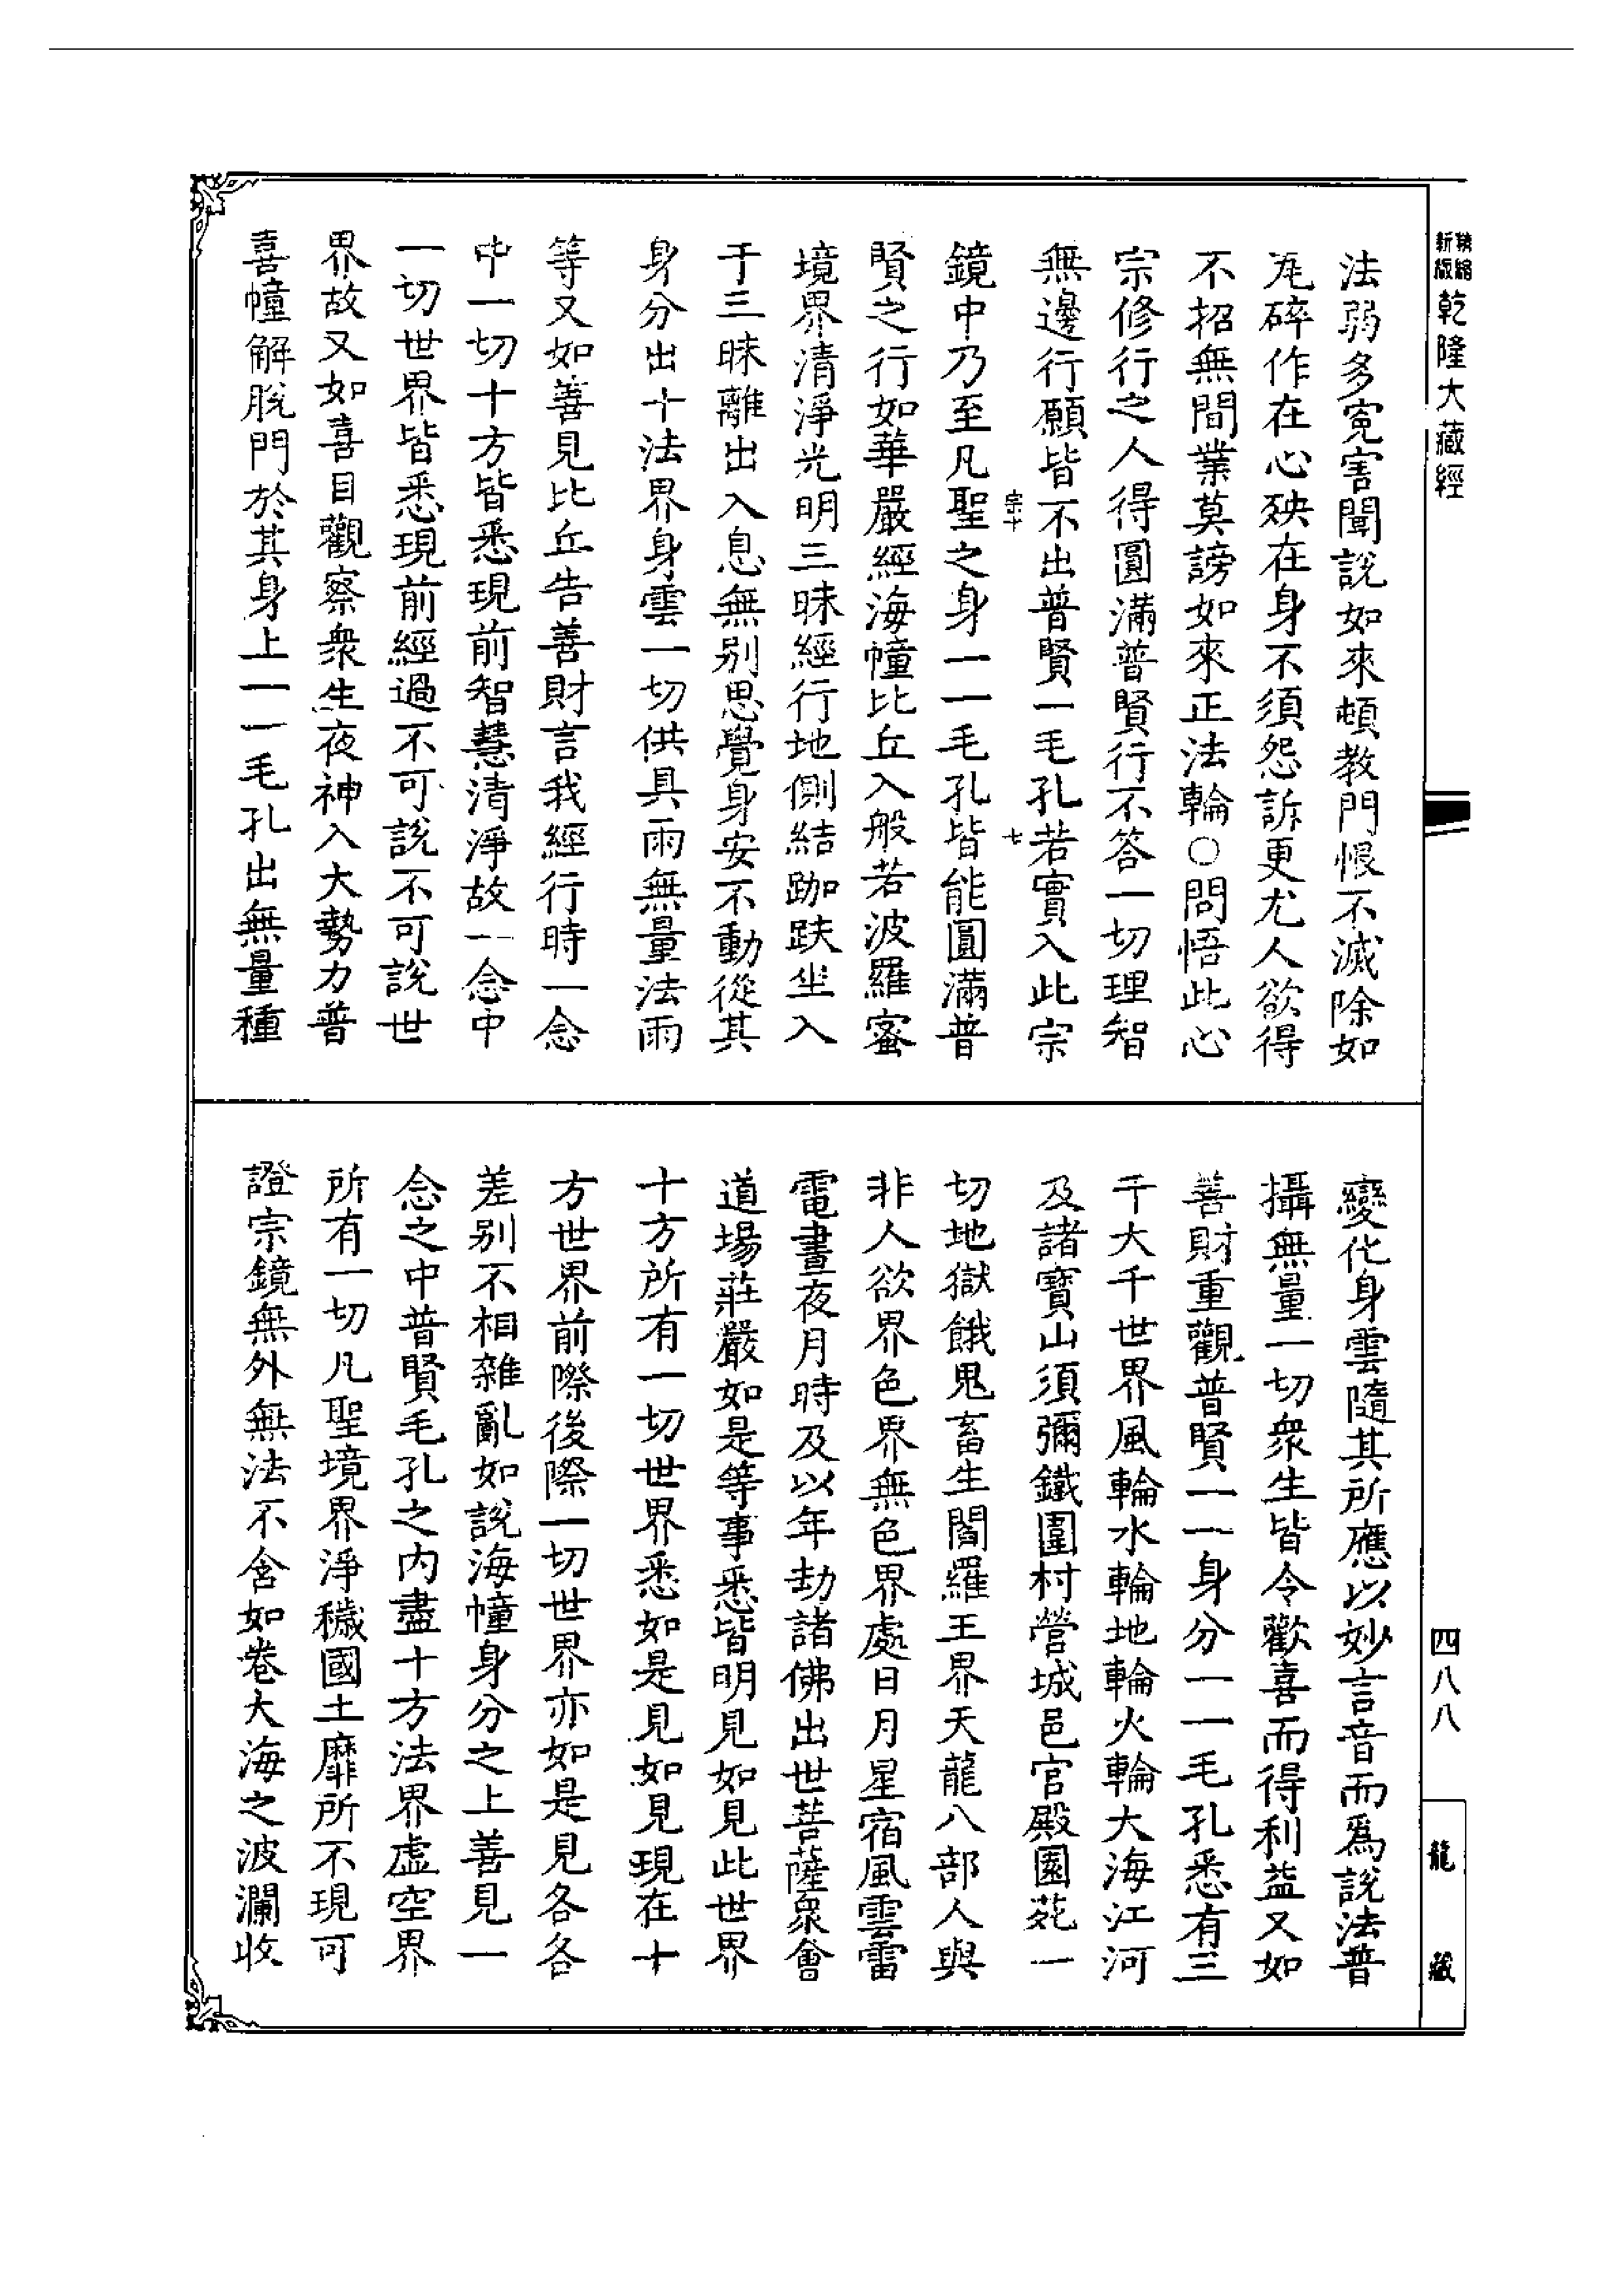 精縮新版
乾隆大藏經
法弱多寃害聞說如來頓教門恨不滅除如
瓦碎作在心殃在身不須怨訴更尤人欲得
不招無間業莫謗如來正法輪○問悟此心
宗修行之人得圓滿普賢行不答一切理智
無邊行願皆不出普賢一毛孔若實入此宗
宗十
七
鏡中乃至凡聖之身一一毛孔皆能圓滿普
賢之行如華嚴經海幢比丘入般若波羅蜜
境界清淨光明三昧經行地側結跏趺坐入
于三昧離出入息無別思覺身安不動從其
身分出十法界身雲一切供具雨無量法雨
等又如善見比丘告善財言我經行時一念
中一切十方皆悉現前智慧清淨故一念中
一切世界皆悉現前經過不可說不可說世
界故又如喜目觀察衆生夜神入大勢力普
喜幢解脫門於其身上一一毛孔出無量種
變化身雲隨其所應以妙言音而爲說法普
攝無量一切衆生皆令歡喜而得利益又如
善財重觀普賢一一身分一一毛孔悉有三
千大千世界風輪水輪地輪火輪大海江河
及諸寶山須彌鐵圍村營城邑宮殿園苑一
切地獄餓鬼畜生閻羅王界天龍八部人與
非人欲界色界無色界處日月星宿風雲雷
電晝夜月時及以年劫諸佛出世菩薩衆會
道場莊嚴如是等事悉皆明見如見此世界
十方所有一切世界悉如是見如見現在十
方世界前際後際一切世界亦如是見各各
差別不相雜亂如說海幢身分之上善見一
念之中普賢毛孔之內盡十方法界虛空界
所有一切凡聖境界淨穢國土靡所不現可
證宗鏡無外無法不含如卷大海之波瀾收
四八八
龍藏